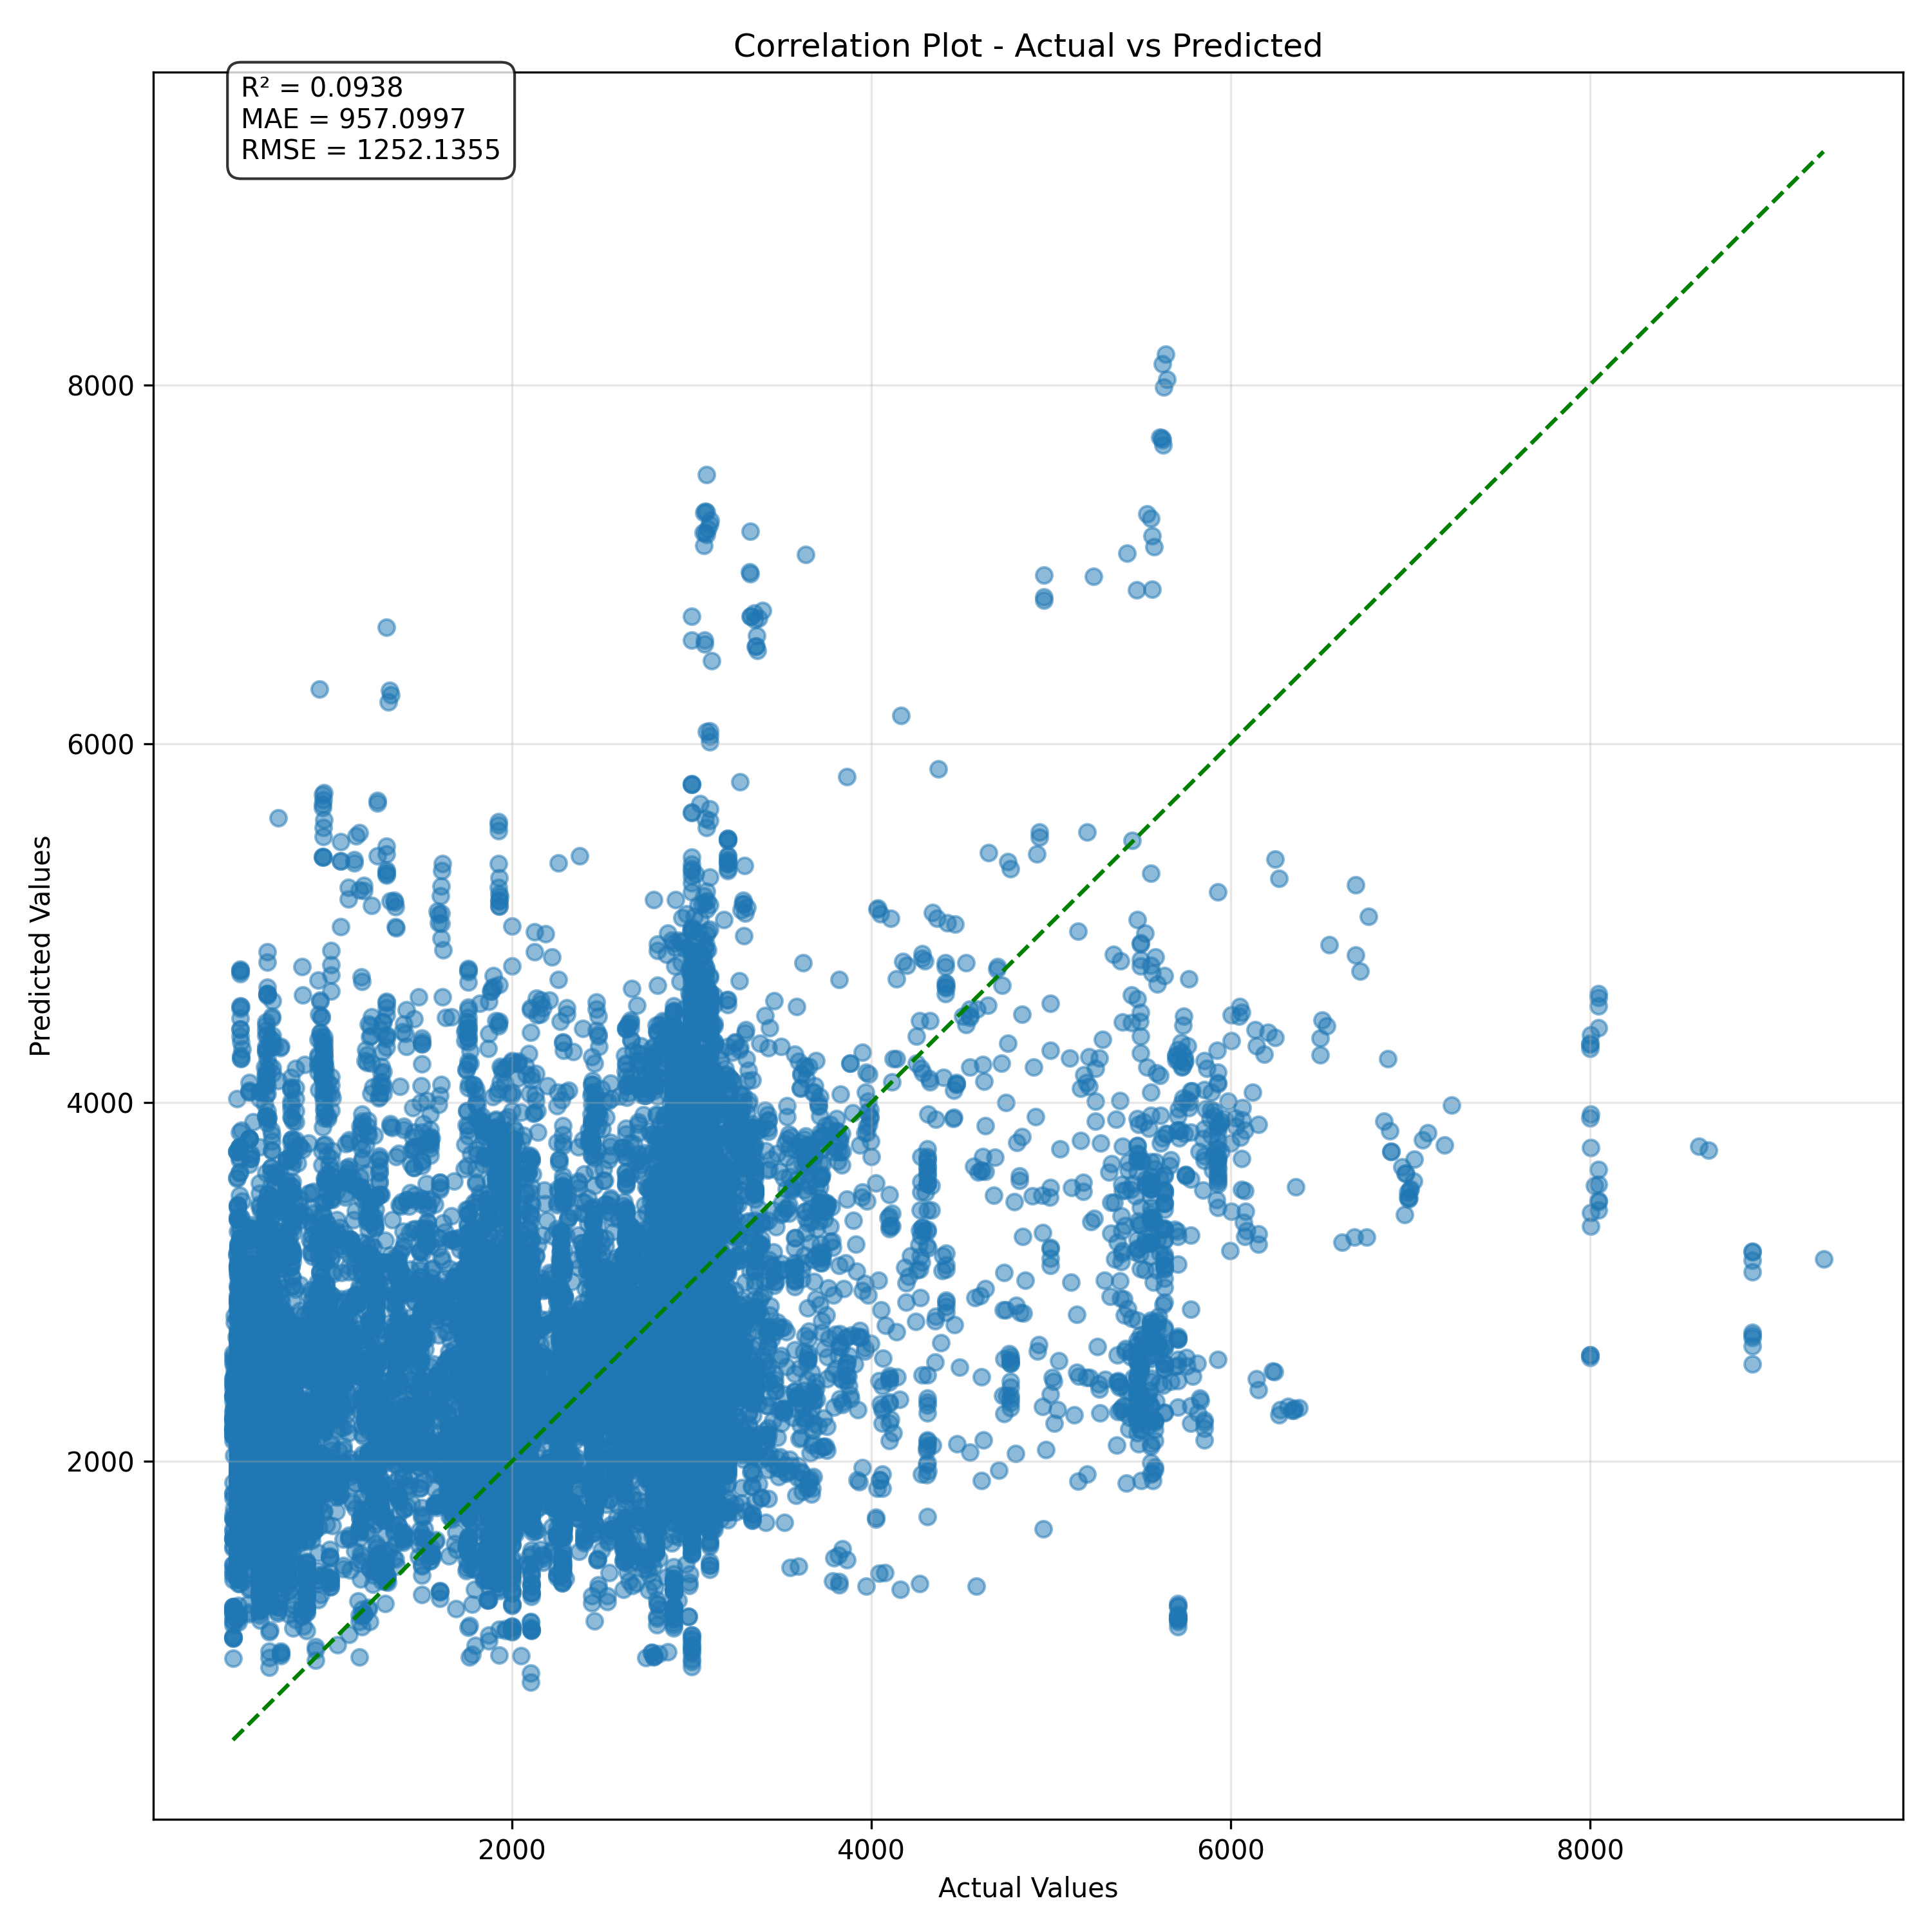 Correlation Plot - Actual vs Predicted
R² = 0.0938
MAE = 957.0997
RMSE = 1252.1355
Predicted Values
8000
6000
4000
2000
2000
4000
6000
8000
Actual Values